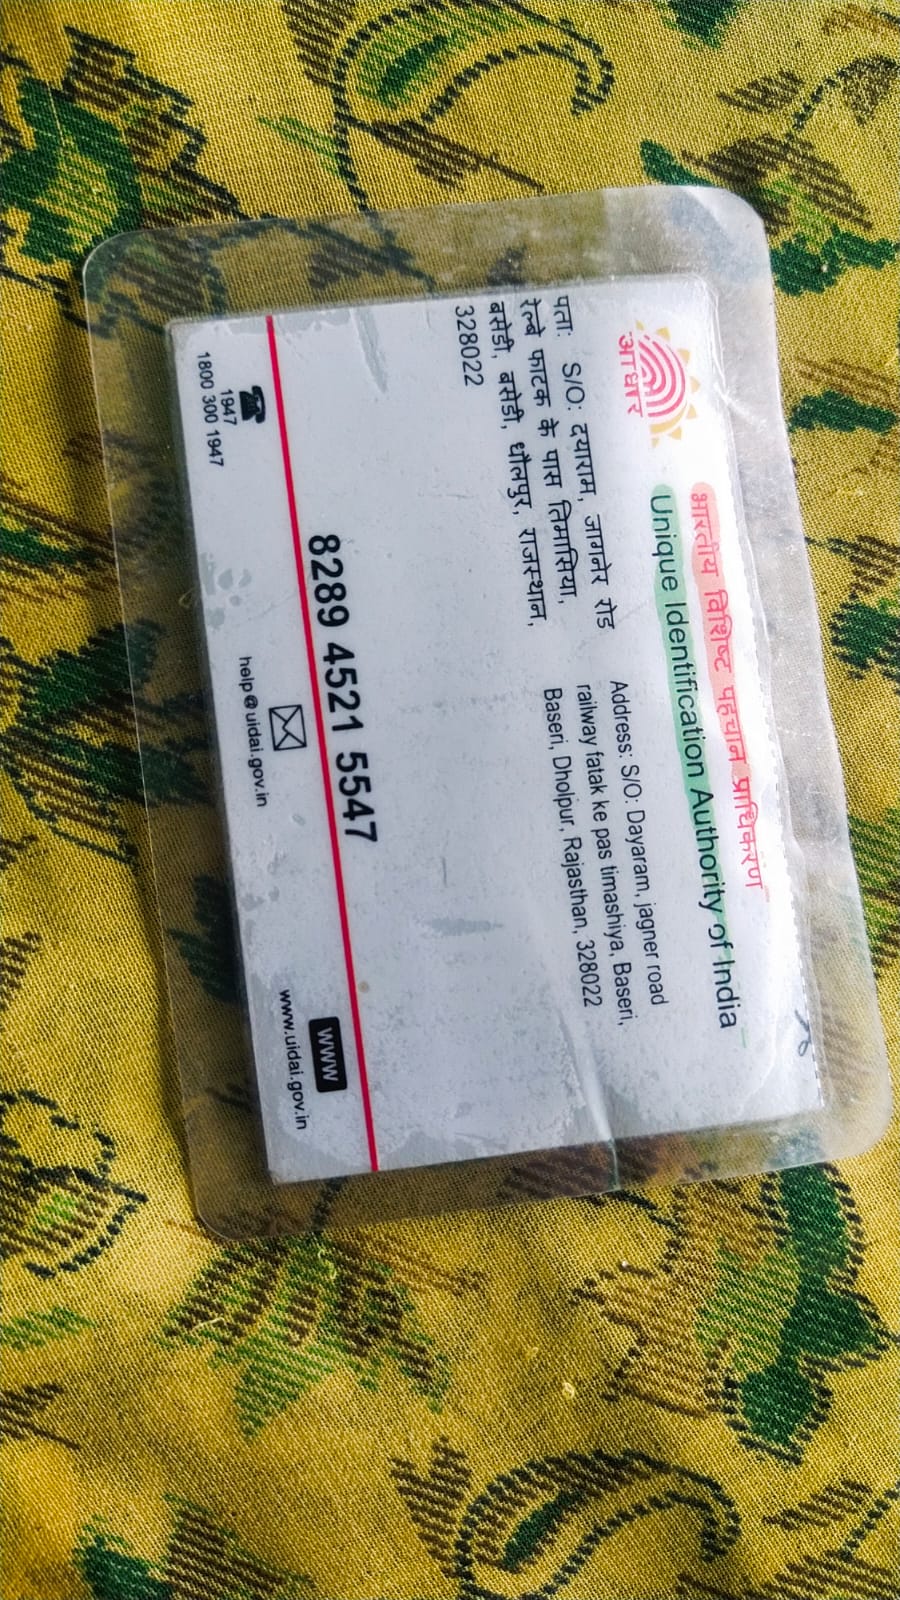 भारतीय विशिष्ट पहचान प्राधिकरण
Unique Identification Authority of India
आधार
पता: S/O: दयाराम, जागनेर रोड
रेल्बे फाटक के पास तिमासिया,
बसेडी, बसेडी, धौलपुर, राजस्थान,
328022
Address: S/O: Dayaram, jagner road
railway fatak ke pas timashiya, Baseri,
Baseri, Dholpur, Rajasthan, 328022
8289 4521 5547
1947
1800 300 1947
help@uidai.gov.in
WWW
www.uidai.gov.in